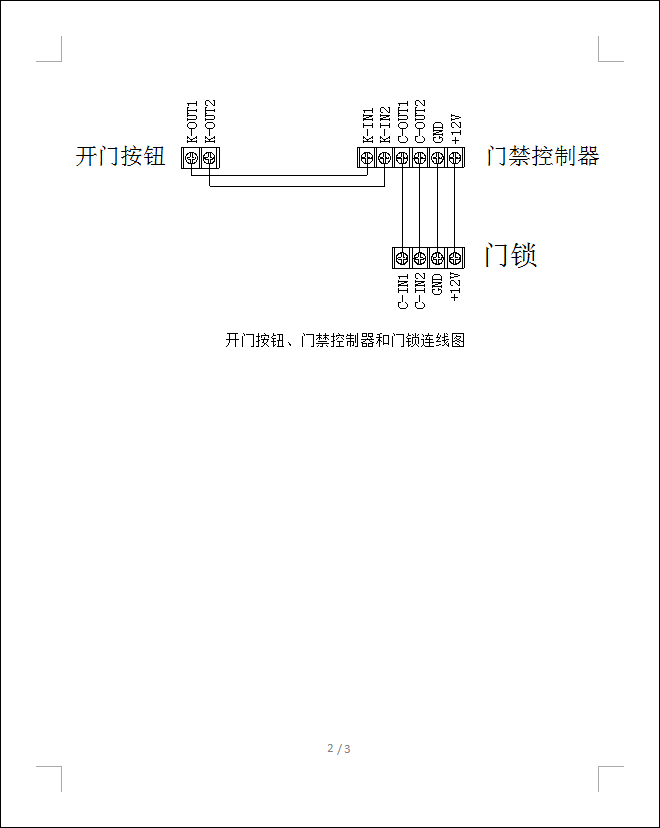 K-OUT1
K-OUT2
K-IN1
K-IN2
C-OUT1
C-OUT2
GND
+12V
开门按钮
门禁控制器
门锁
C-IN1
C-IN2
GND
+12V
开门按钮、门禁控制器和门锁连线图
2 / 3